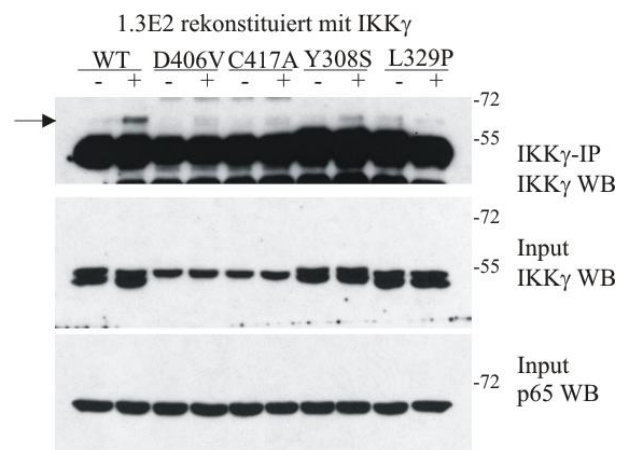 1.3E2 rekonstituiert mit IKKγ
WT D406V C417A Y308S L329P
- + - + - + - + - +
-72
-55
IKKγ-IP
IKKγ WB
-72
-55
Input
IKKγ WB
-72
Input
p65 WB